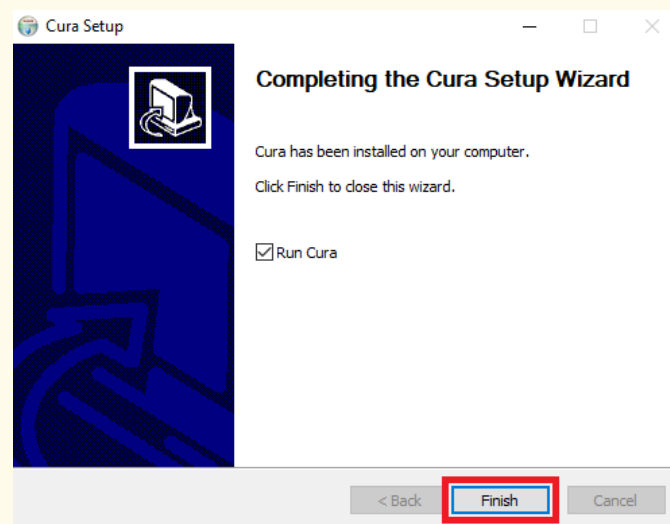 Cura Setup
Completing the Cura Setup Wizard
Cura has been installed on your computer.
Click Finish to close this wizard.
Run Cura
< Back Finish Cancel